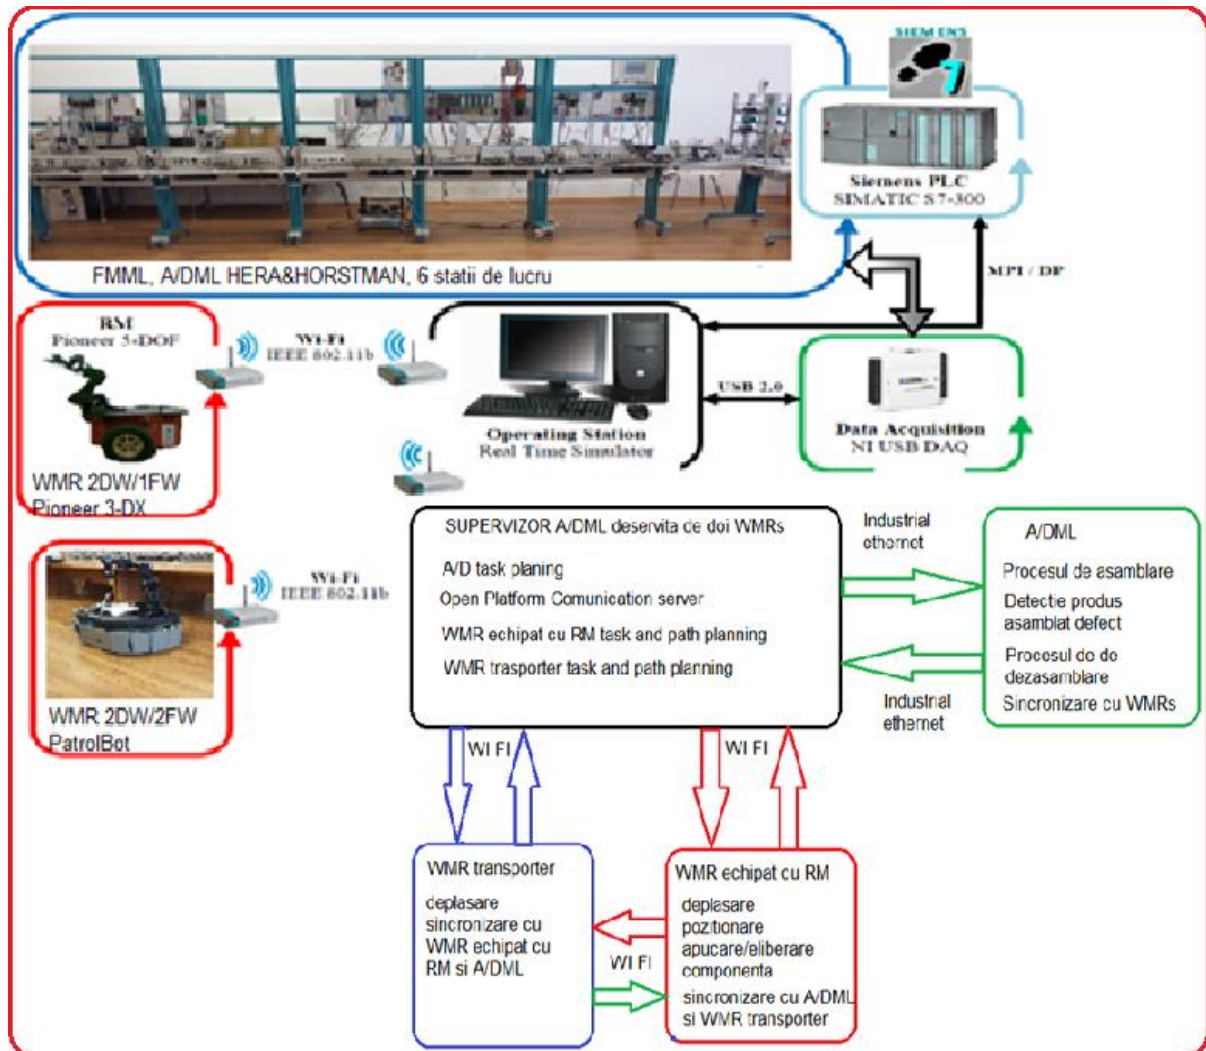 SIEMENS
7
Siemens PLC
SIMATIC S7-300
FMML, A/DML HERA&HORSTMAN, 6 statii de lucru
MPI / DP
RM
Pioneer 5-DOF
Wi-Fi
IEEE 802.11b
USB 2.0
Operating Station
Real Time Simulator
Data Acquisition
NI USB DAQ
WMR 2DW/1FW
Pioneer 3-DX
SUPERVIZOR A/DML deservita de doi WMRs
A/D task planing
Open Platform Comunication server
WMR echipat cu RM task and path planning
WMR trasporter task and path planning
Industrial
ethernet
A/DML
Procesul de asamblare
Detectie produs
asamblat defect
Procesul de de
dezasamblare
Sincronizare cu WMRs
Industrial
ethernet
Wi-Fi
IEEE 802.11b
WMR 2DW/2FW
PatrolBot
WI FI
WI FI
WMR transporter
deplasare
sincronizare cu
WMR echipat cu
RM si A/DML
WI FI
WMR echipat cu RM
deplasare
pozitionare
apucare/eliberare
componenta
sincronizare cu A/DML
si WMR transporter